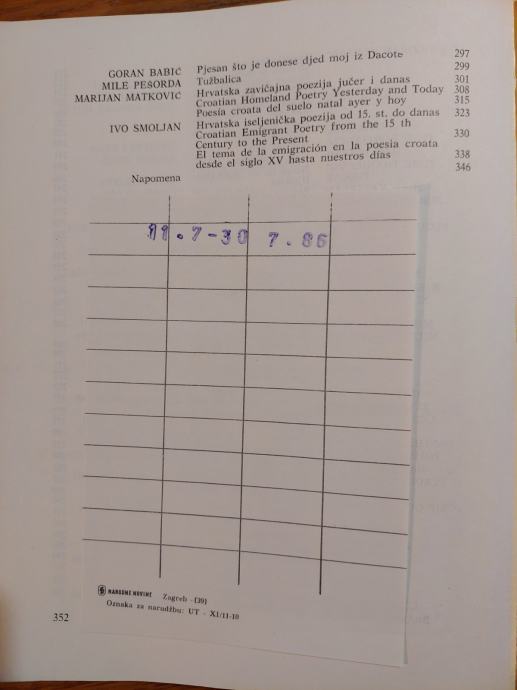 GORAN BABIĆ Pjesan što je donese djed moj iz Dacote 297
MILE PEŠORDA Tužbalica 299
MARIJAN MATKOVIĆ Hrvatska zavičajna poezija jučer i danas 301
Croatian Homeland Poetry Yesterday and Today 308
Poesía croata del suelo natal ayer y hoy 315
IVO SMOLJAN Hrvatska iseljenička poezija od 15. st. do danas 323
Croatian Emigrant Poetry from the 15 th
Century to the Present 330
El tema de la emigración en la poesía croata
desde el siglo XV hasta nuestros días 338
Napomena 346
11.7-30 7.86
NARODNE NOVINE Zagreb - (39)
Oznaka za narudžbu: UT - XI/11-10
352